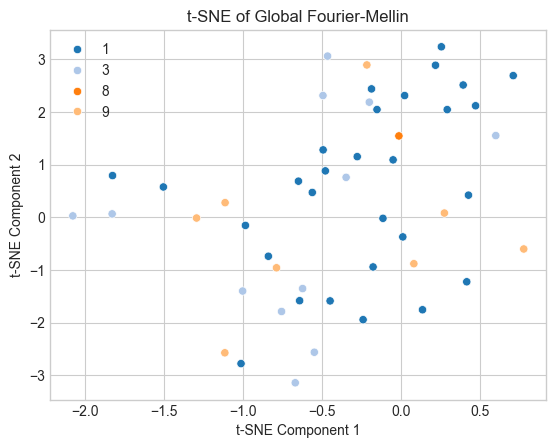 t-SNE of Global Fourier-Mellin
1
3
8
9
3
2
1
0
−1
−2
−3
t-SNE Component 2
−2.0 −1.5 −1.0 −0.5 0.0 0.5
t-SNE Component 1